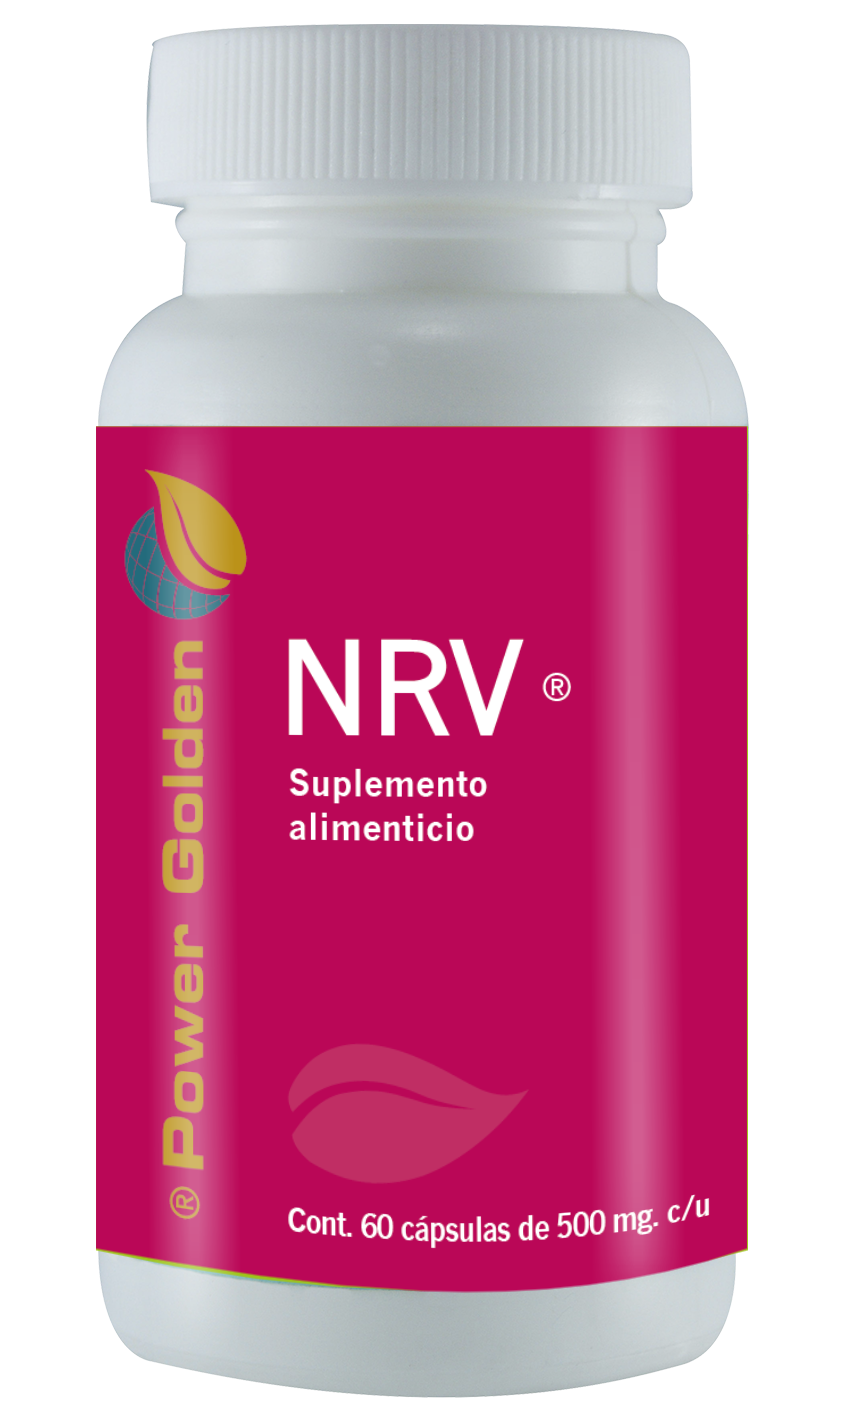 NRV ®
Suplemento
alimenticio
® Power Golden
Cont. 60 cápsulas de 500 mg. c/u